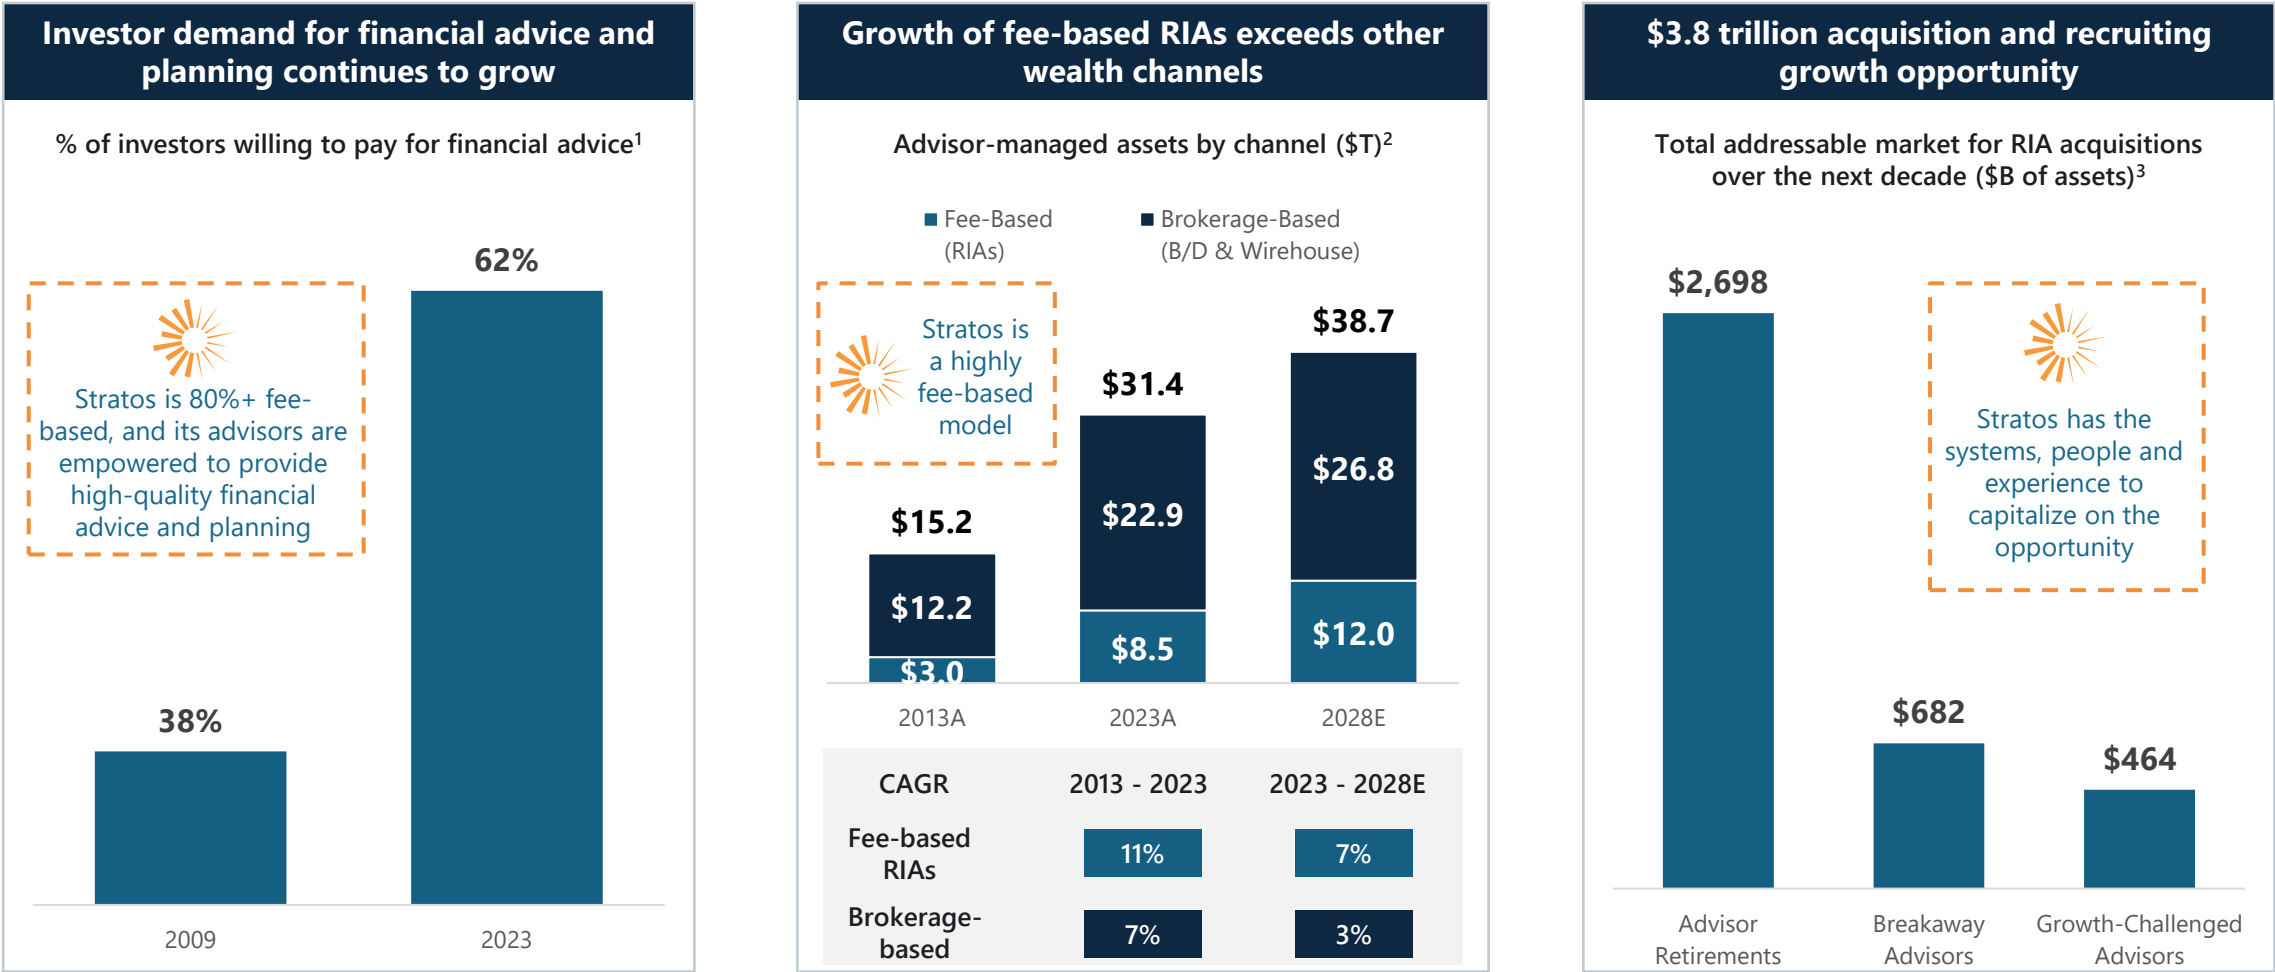 Investor demand for financial advice and
planning continues to grow
% of investors willing to pay for financial advice¹
62%
Stratos is 80%+ fee-
based, and its advisors are
empowered to provide
high-quality financial
advice and planning
38%
2009
2023
Growth of fee-based RIAs exceeds other
wealth channels
Advisor-managed assets by channel ($T)²
Fee-Based
(RIAs)
Brokerage-Based
(B/D & Wirehouse)
Stratos is
a highly
fee-based
model
$15.2
$12.2
$3.0
$31.4
$22.9
$8.5
$38.7
$26.8
$12.0
2013A
2023A
2028E
CAGR
2013 - 2023
2023 - 2028E
Fee-based
RIAs
11%
7%
Brokerage-
based
7%
3%
$3.8 trillion acquisition and recruiting
growth opportunity
Total addressable market for RIA acquisitions
over the next decade ($B of assets)³
$2,698
Stratos has the
systems, people and
experience to
capitalize on the
opportunity
$682
$464
Advisor
Retirements
Breakaway
Advisors
Growth-Challenged
Advisors